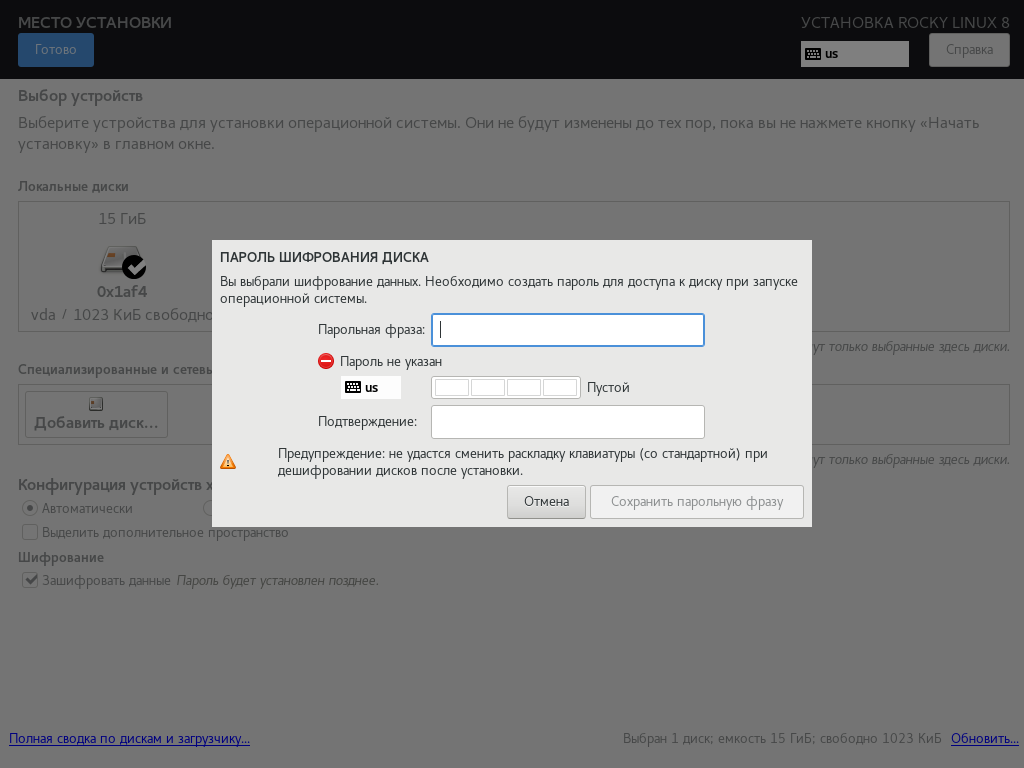 МЕСТО УСТАНОВКИ
УСТАНОВКА ROCKY LINUX 8
Готово
us
Справка
Выбор устройств
Выберите устройства для установки операционной системы. Они не будут изменены до тех пор, пока вы не нажмете кнопку «Начать
установку» в главном окне.
Локальные диски
15 ГиБ
0x1af4
vda / 1023 КиБ свободно
ут только выбранные здесь диски.
Специализированные и сетевы
Добавить диск...
ут только выбранные здесь диски.
Конфигурация устройств х
Автоматически
Выделить дополнительное пространство
Шифрование
Зашифровать данные Пароль будет установлен позднее.
ПАРОЛЬ ШИФРОВАНИЯ ДИСКА
Вы выбрали шифрование данных. Необходимо создать пароль для доступа к диску при запуске
операционной системы.
Парольная фраза:
Пароль не указан
us
Пустой
Подтверждение:
Предупреждение: не удастся сменить раскладку клавиатуры (со стандартной) при
дешифровании дисков после установки.
Отмена
Сохранить парольную фразу
Полная сводка по дискам и загрузчику...
Выбран 1 диск; емкость 15 ГиБ; свободно 1023 КиБ Обновить...